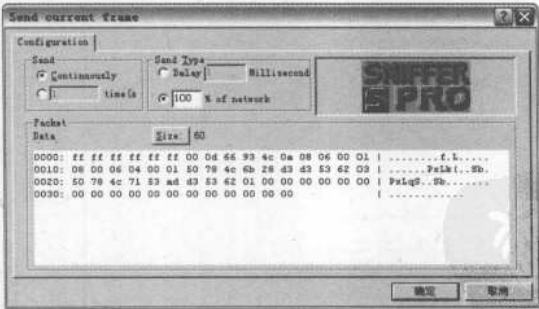 Send current frame
Configuration
Send
Continuously
1 time(s
Send Type
Delay 1 Millisecond
100 % of network
SNIFFER PRO
Packet
Data Size: 60
0000: ff ff ff ff ff ff 00 0d 66 93 4c 0a 08 06 00 01 | ........f.L.....
0010: 08 00 06 04 00 01 50 78 4c 6b 28 d3 d3 53 62 03 | ......PxLk(..Sb.
0020: 50 78 4c 71 53 ad d3 53 62 01 00 00 00 00 00 00 | PxLqS..Sb.......
0030: 00 00 00 00 00 00 00 00 00 00 00 00 | ............
确定 取消